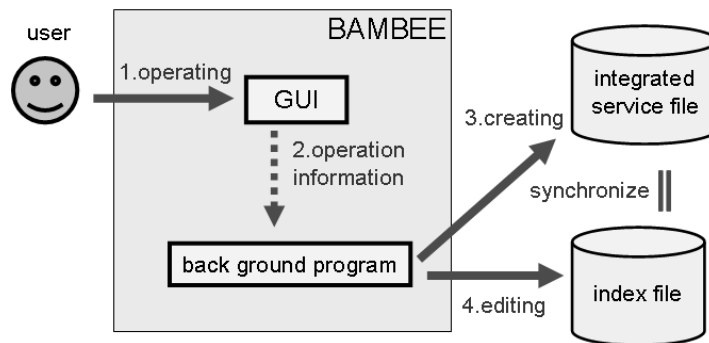 user
BAMBEE
1.operating
GUI
2.operation
information
back ground program
3.creating
integrated
service file
synchronize
4.editing
index file